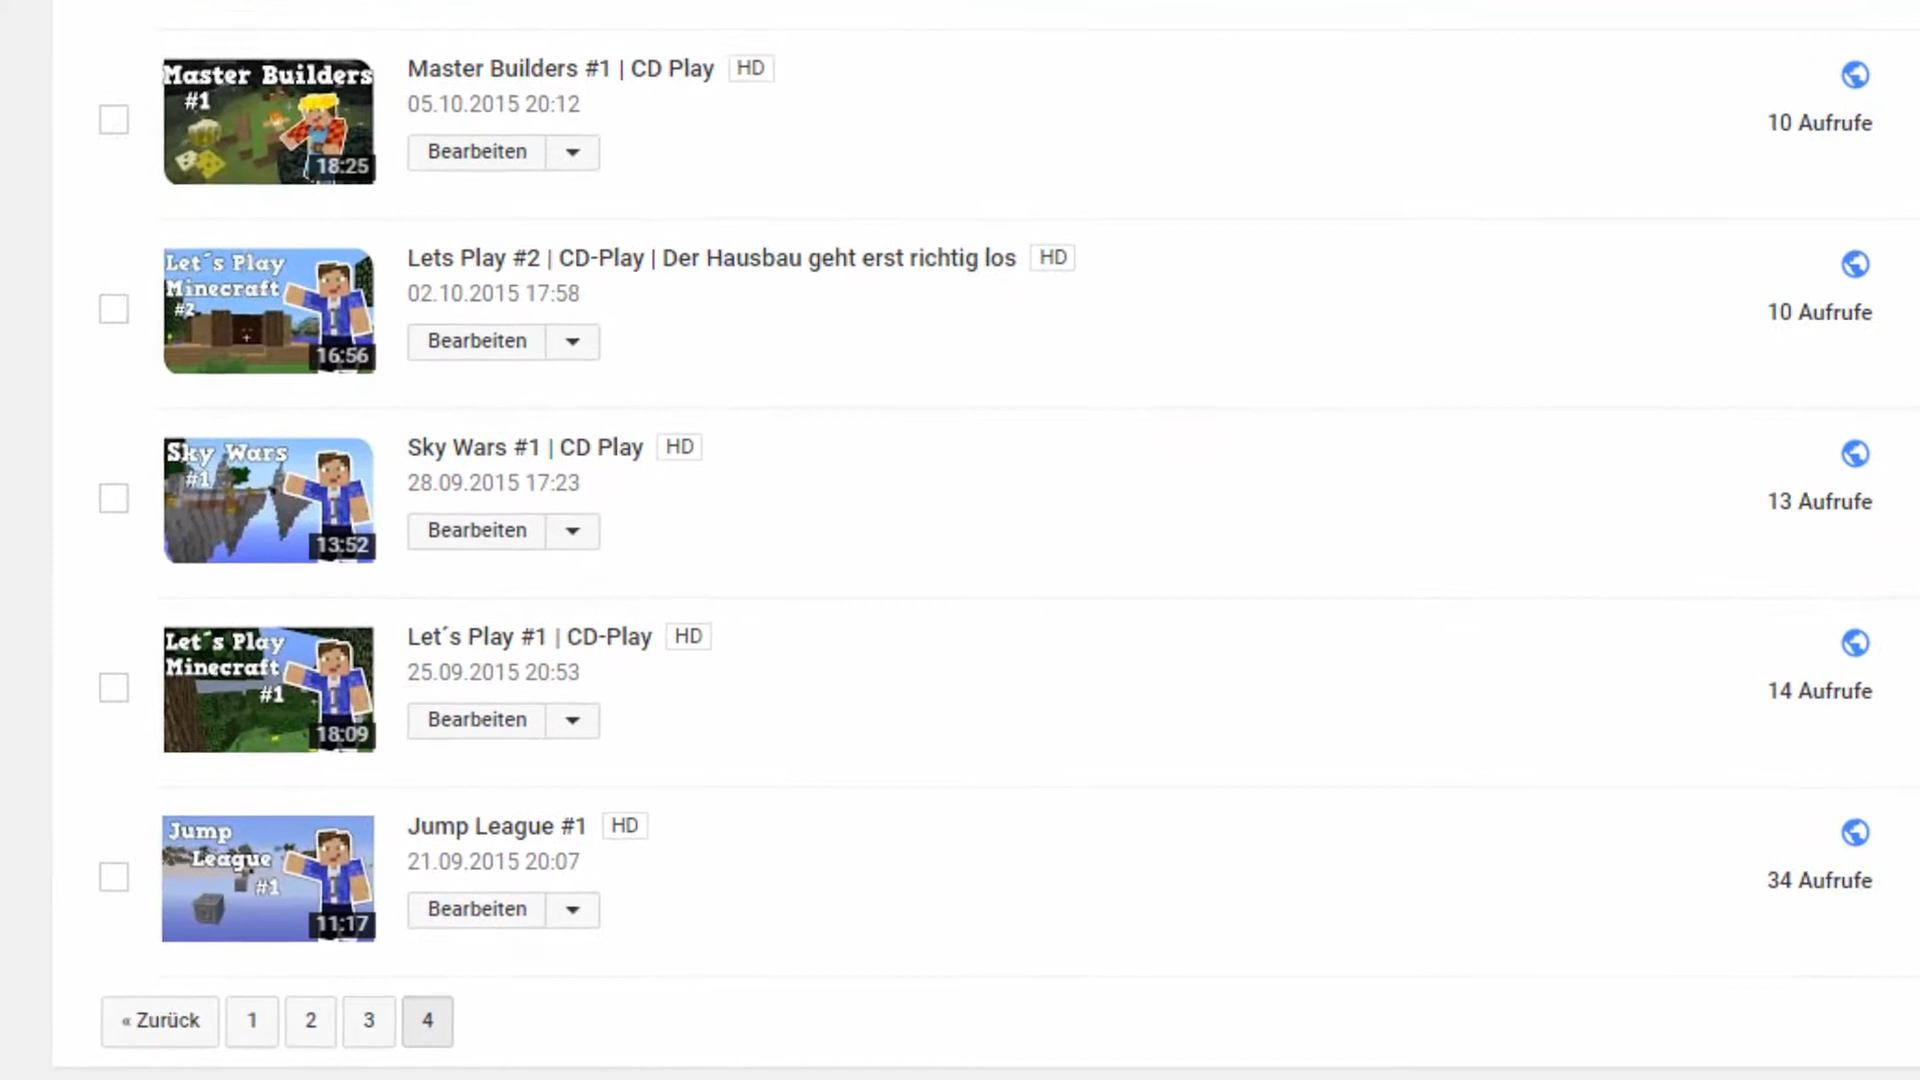 Master Builders
#1
18:25
Master Builders #1 | CD Play HD
05.10.2015 20:12
Bearbeiten
10 Aufrufe
Let´s Play
Minecraft
#2
16:56
Lets Play #2 | CD-Play | Der Hausbau geht erst richtig los HD
02.10.2015 17:58
Bearbeiten
10 Aufrufe
Sky Wars
#1
13:52
Sky Wars #1 | CD Play HD
28.09.2015 17:23
Bearbeiten
13 Aufrufe
Let´s Play
Minecraft
#1
18:09
Let´s Play #1 | CD-Play HD
25.09.2015 20:53
Bearbeiten
14 Aufrufe
Jump
League
#1
11:17
Jump League #1 HD
21.09.2015 20:07
Bearbeiten
34 Aufrufe
« Zurück 1 2 3 4